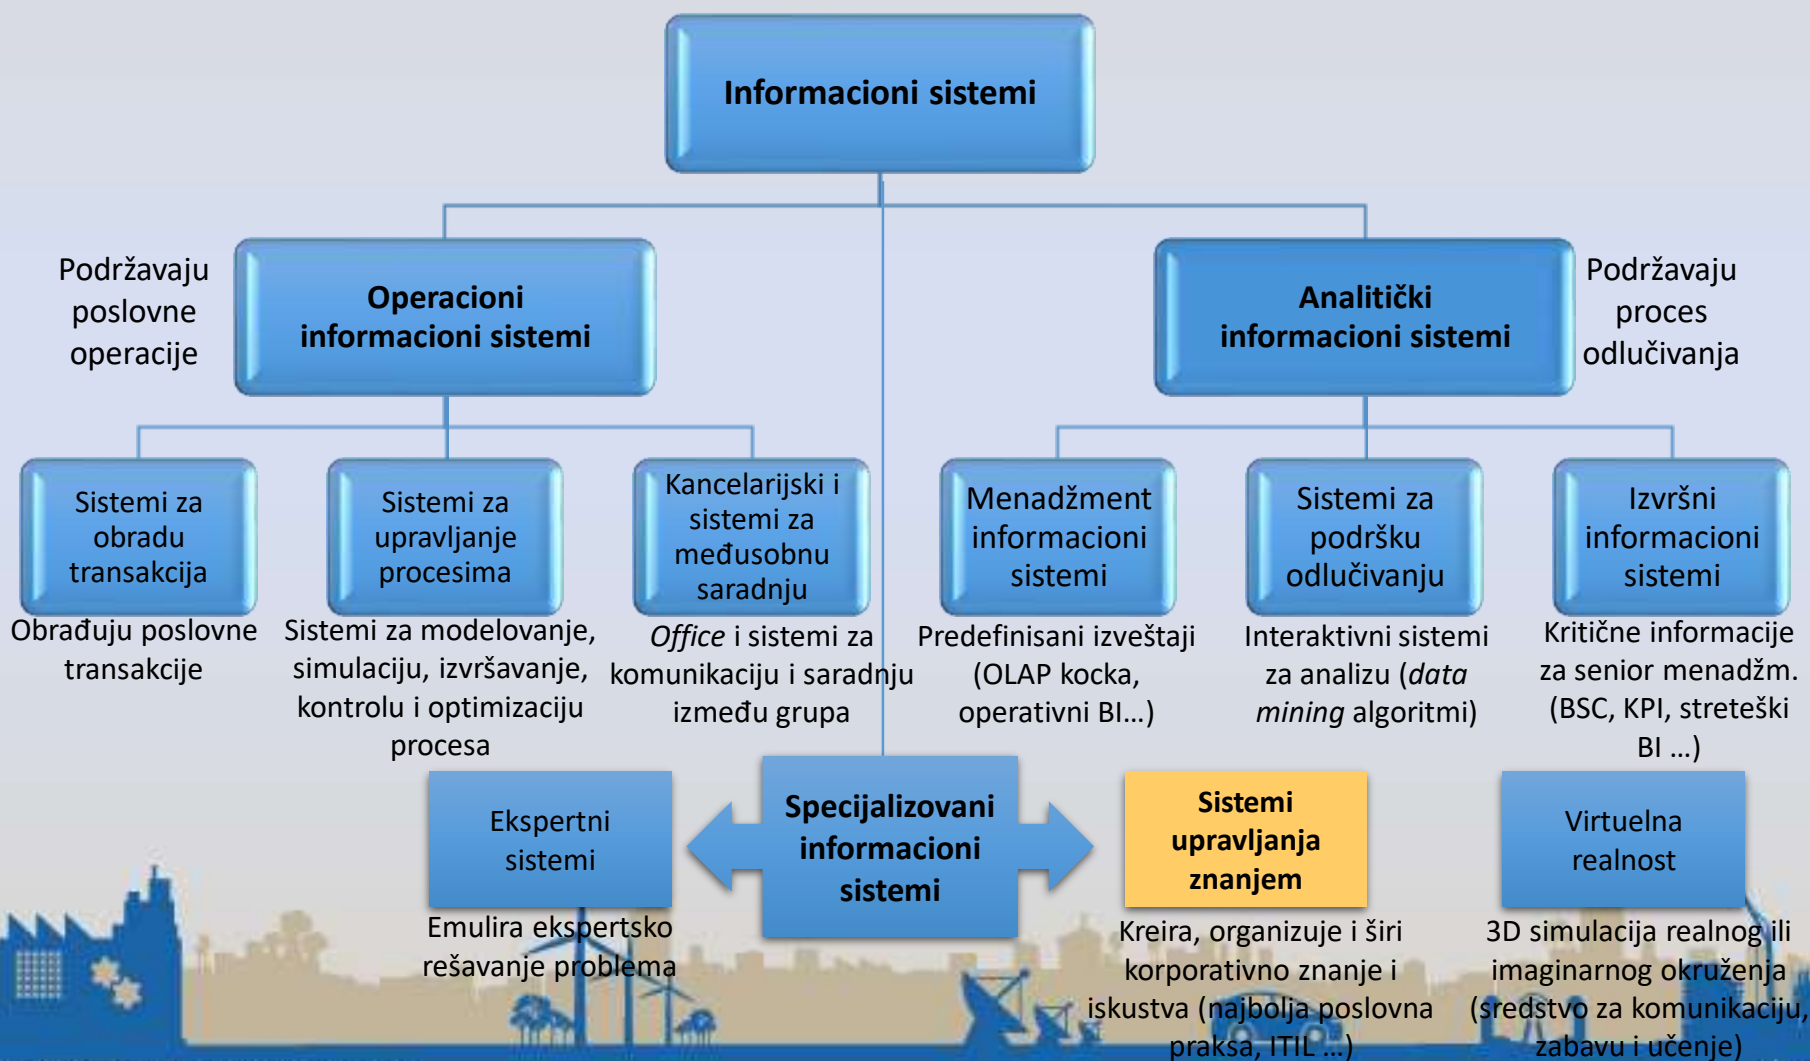 Informacioni sistemi
Podržavaju
poslovne
operacije
Operacioni
informacioni sistemi
Analitički
informacioni sistemi
Podržavaju
proces
odlučivanja
Sistemi za
obradu
transakcija
Sistemi za
upravljanje
procesima
Kancelarijski i
sistemi za
međusobnu
saradnju
Menadžment
informacioni
sistemi
Sistemi za
podršku
odlučivanju
Izvršni
informacioni
sistemi
Obrađuju poslovne
transakcije
Sistemi za modelovanje,
simulaciju, izvršavanje,
kontrolu i optimizaciju
procesa
Office i sistemi za
komunikaciju i saradnju
između grupa
Predefinisani izveštaji
(OLAP kocka,
operativni BI...)
Interaktivni sistemi
za analizu (data
mining algoritmi)
Kritične informacije
za senior menadžm.
(BSC, KPI, streteški
BI ...)
Ekspertni
sistemi
Specijalizovani
informacioni
sistemi
Sistemi
upravljanja
znanjem
Virtuelna
realnost
Emulira ekspertsko
rešavanje problema
Kreira, organizuje i širi
korporativno znanje i
iskustva (najbolja poslovna
praksa, ITIL ...)
3D simulacija realnog ili
imaginarnog okruženja
(sredstvo za komunikaciju,
zabavu i učenje)